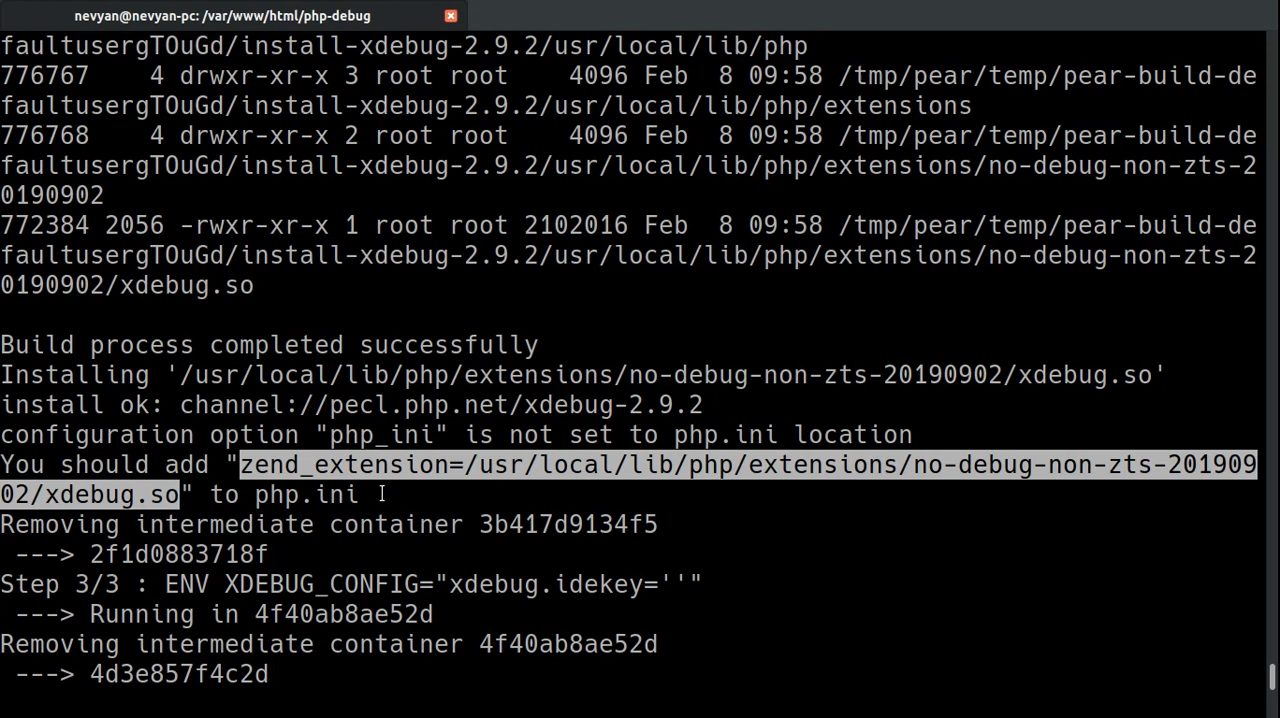 nevyan@nevyan-pc: /var/www/html/php-debug
faultusergTOuGd/install-xdebug-2.9.2/usr/local/lib/php
776767     4 drwxr-xr-x 3 root root     4096 Feb  8 09:58 /tmp/pear/temp/pear-build-de
faultusergTOuGd/install-xdebug-2.9.2/usr/local/lib/php/extensions
776768     4 drwxr-xr-x 2 root root     4096 Feb  8 09:58 /tmp/pear/temp/pear-build-de
faultusergTOuGd/install-xdebug-2.9.2/usr/local/lib/php/extensions/no-debug-non-zts-2
0190902
772384 2056 -rwxr-xr-x 1 root root 2102016 Feb  8 09:58 /tmp/pear/temp/pear-build-de
faultusergTOuGd/install-xdebug-2.9.2/usr/local/lib/php/extensions/no-debug-non-zts-2
0190902/xdebug.so
Build process completed successfully
Installing '/usr/local/lib/php/extensions/no-debug-non-zts-20190902/xdebug.so'
install ok: channel://pecl.php.net/xdebug-2.9.2
configuration option "php_ini" is not set to php.ini location
You should add "zend_extension=/usr/local/lib/php/extensions/no-debug-non-zts-201909
02/xdebug.so" to php.ini
Removing intermediate container 3b417d9134f5
 ---> 2f1d0883718f
Step 3/3 : ENV XDEBUG_CONFIG="xdebug.idekey=''"
 ---> Running in 4f40ab8ae52d
Removing intermediate container 4f40ab8ae52d
 ---> 4d3e857f4c2d